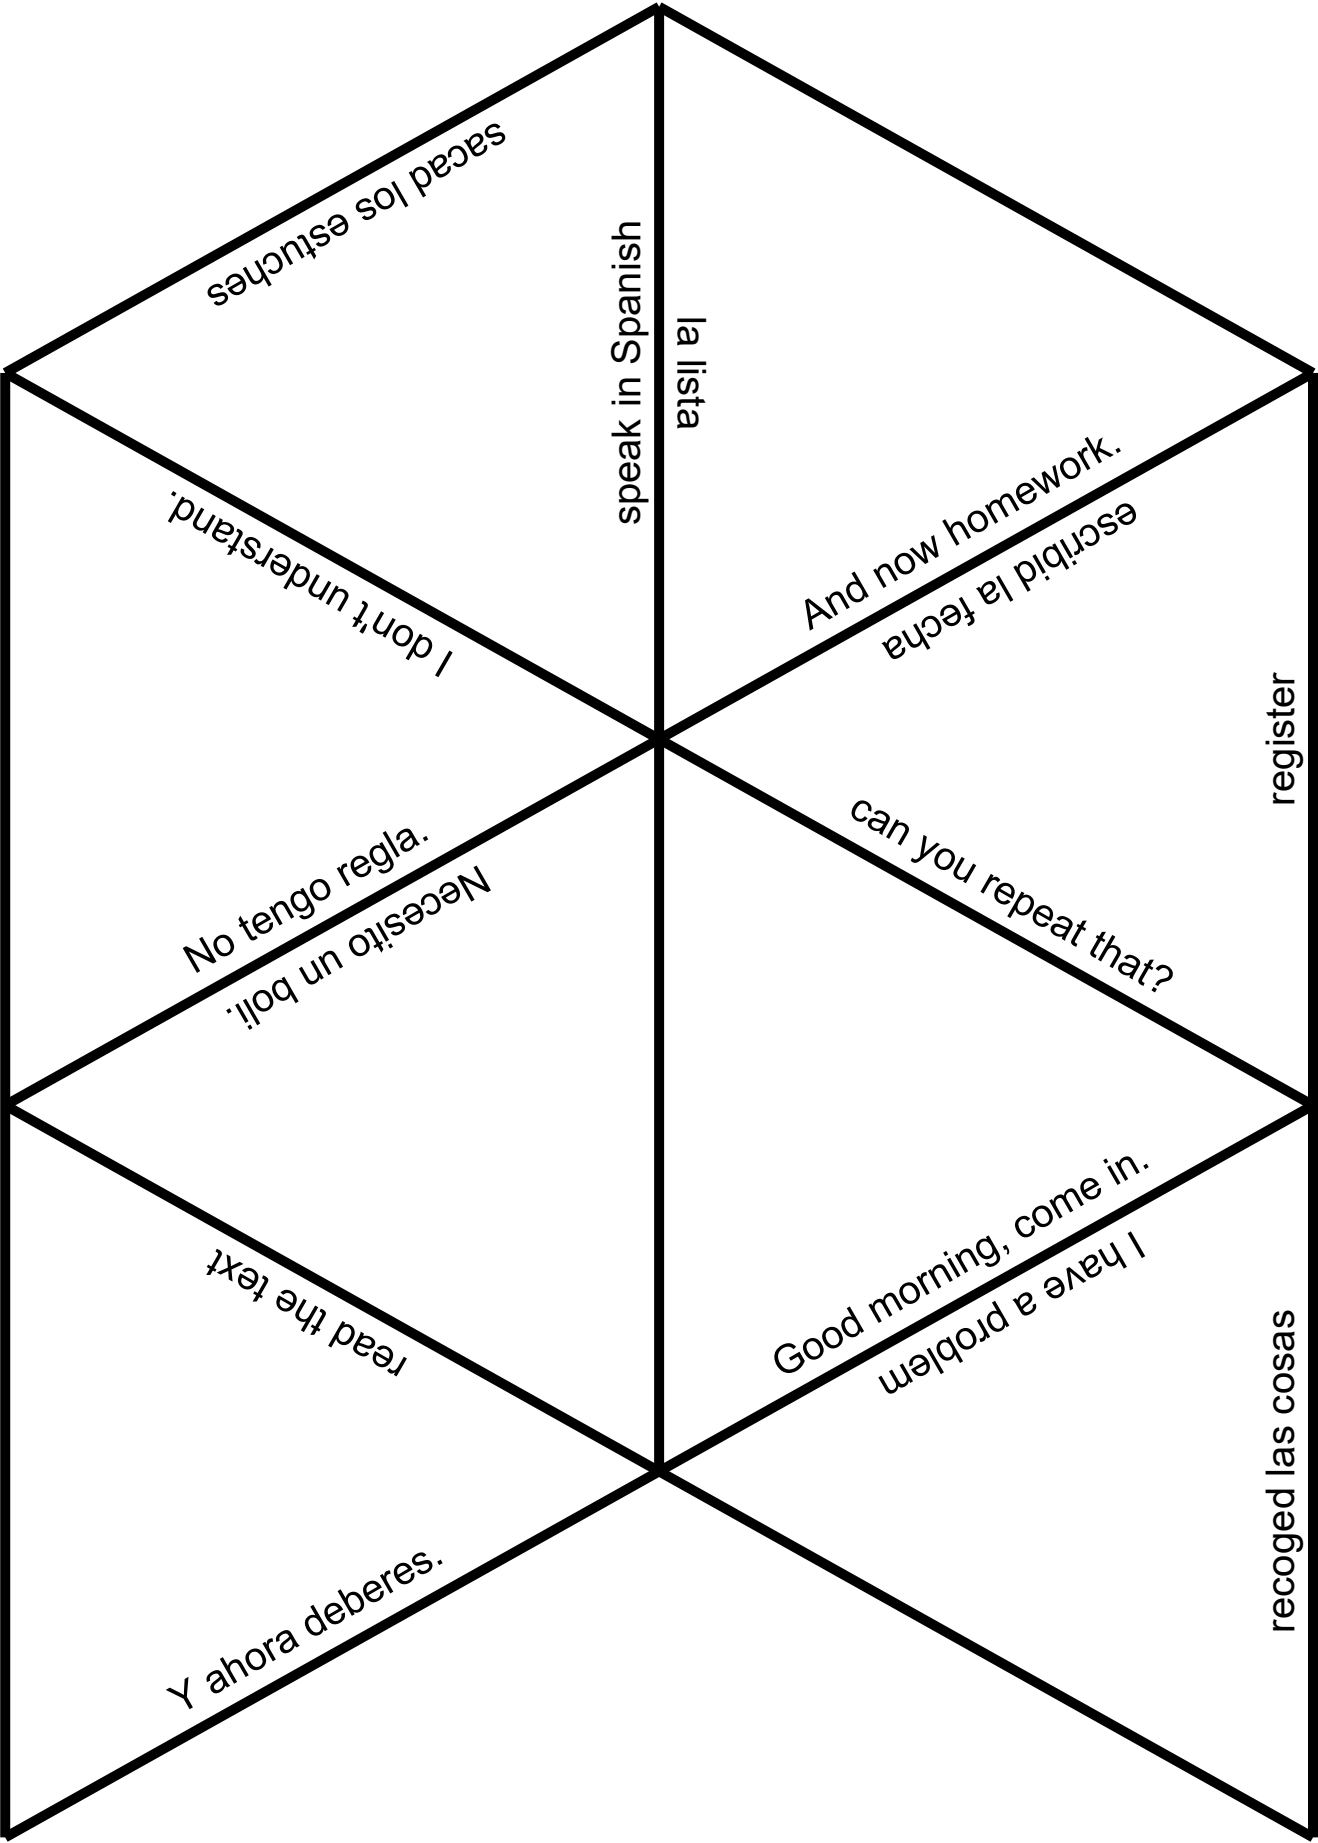 sacad los estuches
speak in Spanish
la lista
And now homework.
escribid la fecha
I don't understand.
register
No tengo regla.
Necesito un boli.
can you repeat that?
Good morning, come in.
I have a problem
read the text
recoged las cosas
Y ahora deberes.